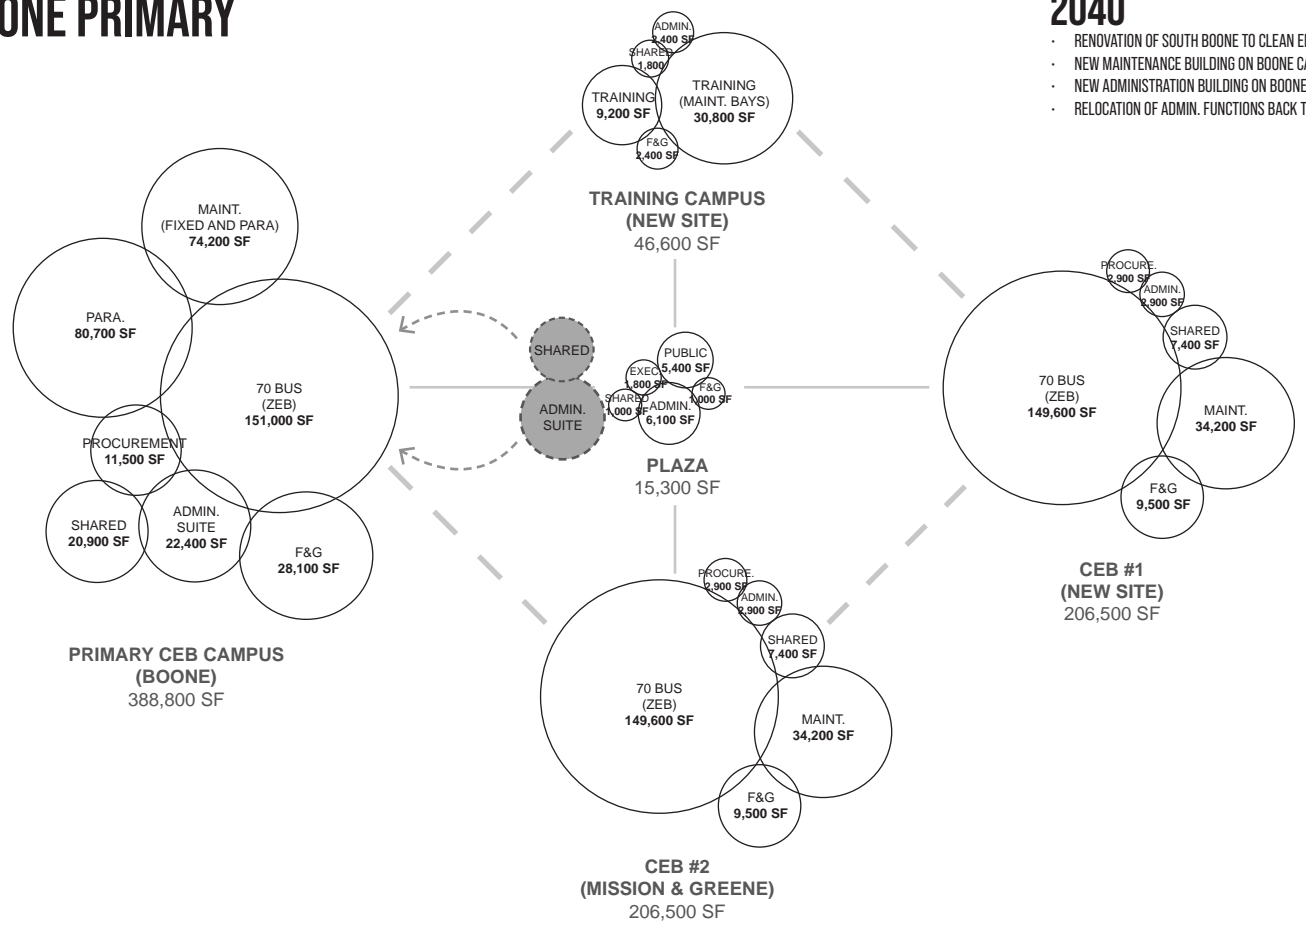 ONE PRIMARY
2040
· RENOVATION OF SOUTH BOONE TO CLEAN
· NEW MAINTENANCE BUILDING ON BOONE
· NEW ADMINISTRATION BUILDING ON BOONE
· RELOCATION OF ADMIN. FUNCTIONS BACK
ADMIN.
2,400 SF
SHARED
1,800
TRAINING
9,200 SF
TRAINING
(MAINT. BAYS)
30,800 SF
F&G
2,400 SF
TRAINING CAMPUS
(NEW SITE)
46,600 SF
MAINT.
(FIXED AND PARA)
74,200 SF
PARA.
80,700 SF
70 BUS
(ZEB)
151,000 SF
PROCUREMENT
11,500 SF
SHARED
20,900 SF
ADMIN.
SUITE
22,400 SF
F&G
28,100 SF
PRIMARY CEB CAMPUS
(BOONE)
388,800 SF
SHARED
ADMIN.
SUITE
PUBLIC
5,400 SF
EXEC.
1,800 SF
SHARED
1,000 SF
ADMIN.
6,100 SF
F&G
1,000 SF
PLAZA
15,300 SF
PROCURE.
2,900 SF
ADMIN.
2,900 SF
SHARED
7,400 SF
70 BUS
(ZEB)
149,600 SF
MAINT.
34,200 SF
F&G
9,500 SF
CEB #1
(NEW SITE)
206,500 SF
PROCURE.
2,900 SF
ADMIN.
2,900 SF
SHARED
7,400 SF
70 BUS
(ZEB)
149,600 SF
MAINT.
34,200 SF
F&G
9,500 SF
CEB #2
(MISSION & GREENE)
206,500 SF